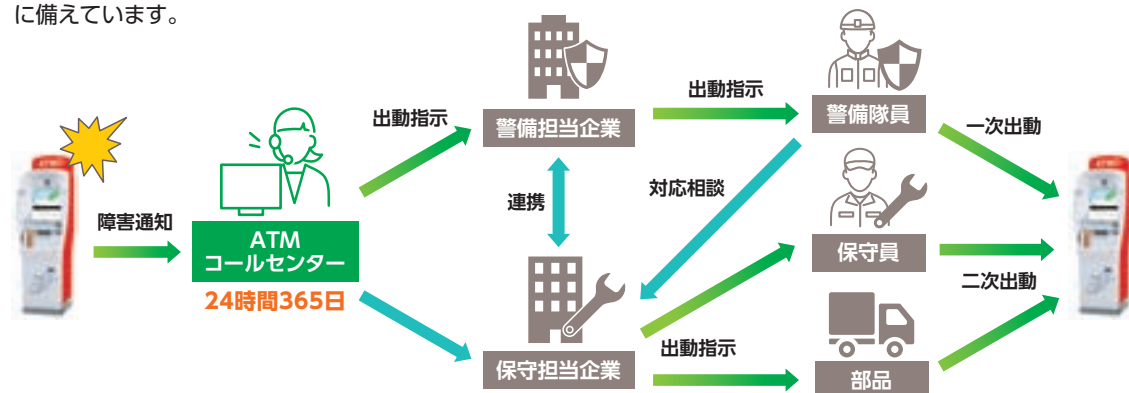 に備えています。
障害通知
ATM
コールセンター
24時間365日
出動指示
警備担当企業
連携
保守担当企業
出動指示
対応相談
出動指示
警備隊員
保守員
部品
一次出動
二次出動